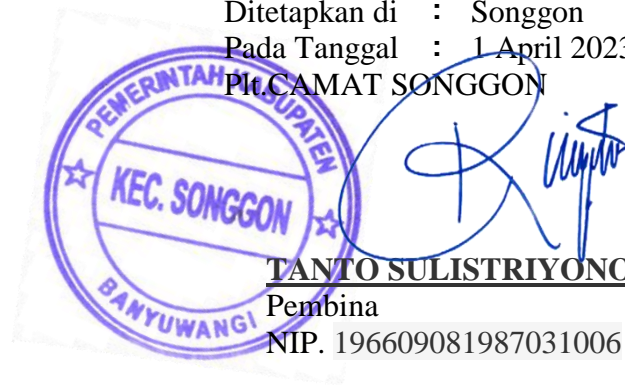 Ditetapkan di : Songgon
Pada Tanggal : 1 April 2023
Plt.CAMAT SONGGON
PEMERINTAH KABUPATEN
KEC. SONGGON
BANYUWANGI
TANTO SULISTRIYONO
Pembina
NIP. 196609081987031006